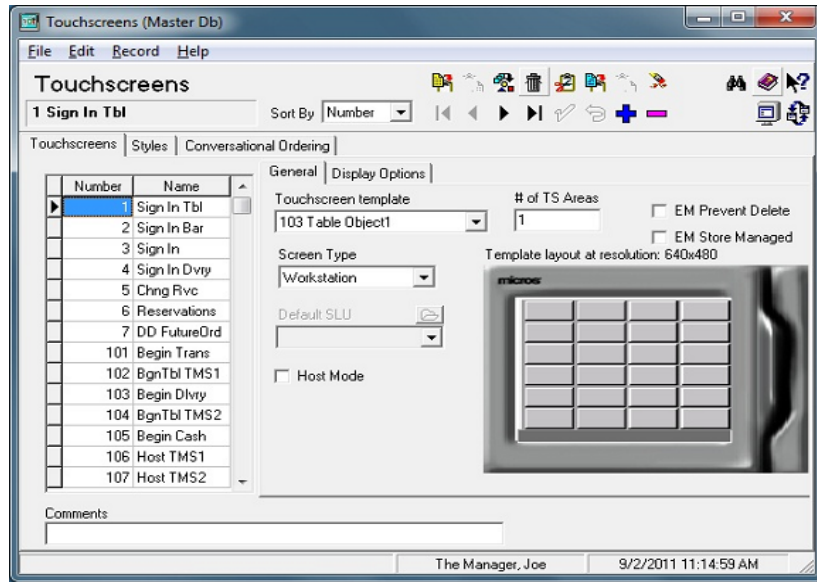 Touchscreens (Master Db)
File Edit Record Help
Touchscreens
1 Sign In Tbl
Sort By Number
Touchscreens Styles Conversational Ordering
General Display Options
Number Name
1 Sign In Tbl
2 Sign In Bar
3 Sign In
4 Sign In Dvry
5 Chng Rvc
6 Reservations
7 DD FutureOrd
101 Begin Trans
102 BgnTbl TMS1
103 Begin Dlvry
104 BgnTbl TMS2
105 Begin Cash
106 Host TMS1
107 Host TMS2
Touchscreen template
103 Table Object1
# of TS Areas
1
EM Prevent Delete
EM Store Managed
Screen Type
Workstation
Template layout at resolution: 640x480
micros
Default SLU
Host Mode
Comments
The Manager, Joe
9/2/2011 11:14:59 AM